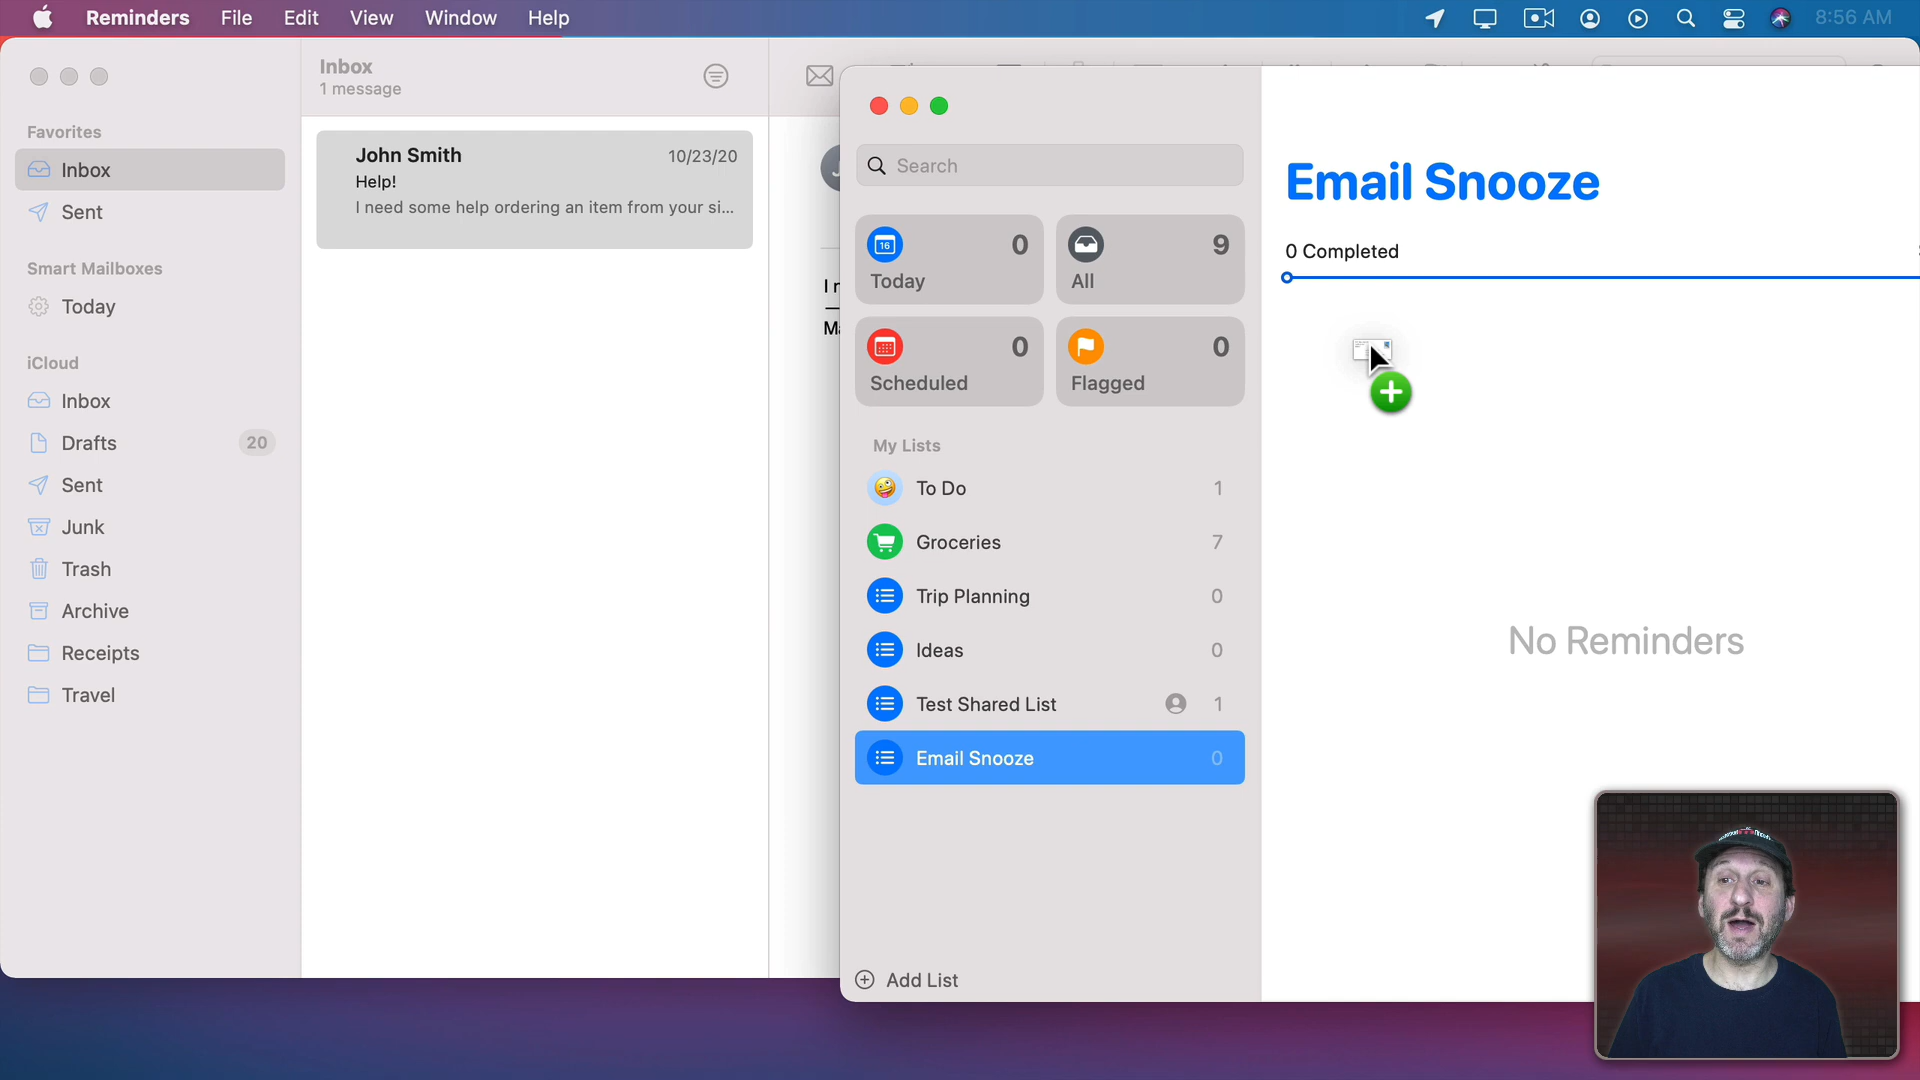 Reminders File Edit View Window Help 8:56 AM
Inbox
1 message
Favorites
Inbox
Sent
Smart Mailboxes
Today
iCloud
Inbox
Drafts 20
Sent
Junk
Trash
Archive
Receipts
Travel
John Smith 10/23/20
Help!
I need some help ordering an item from your si...
Search
16 0
Today
9
All
0
Scheduled
0
Flagged
My Lists
To Do 1
Groceries 7
Trip Planning 0
Ideas 0
Test Shared List 1
Email Snooze 0
Add List
Email Snooze
0 Completed
No Reminders